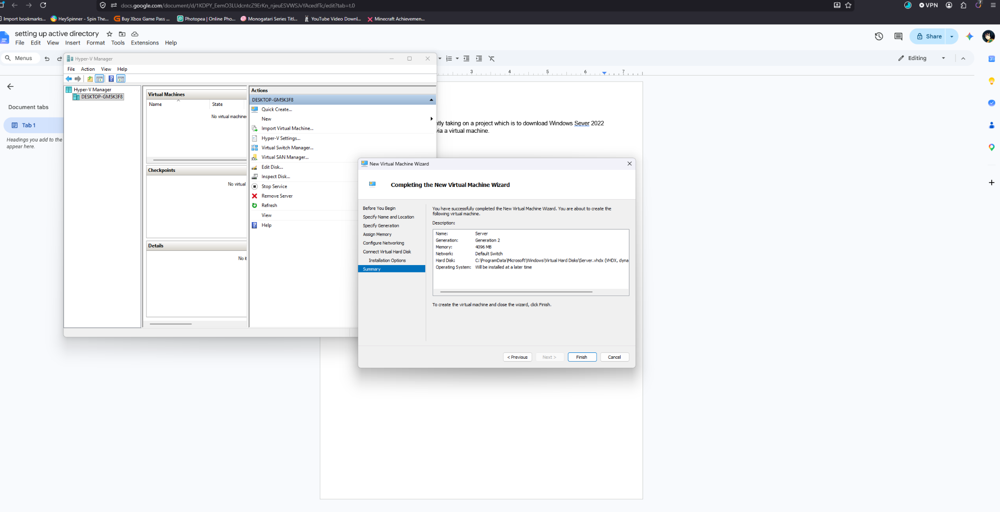 docs.google.com/document/d/1KDPY_EemO3LUdcntcZ9ErKn_njeuESVWSJvYAcedfTc/edit?tab=t.0
VPN
7
Import bookmarks...
HeySpinner - Spin The...
Buy Xbox Game Pass ...
Photopea | Online Pho...
Monogatari Series Titl...
YouTube Video Downl...
Minecraft Achievemen...
setting up active directory
File Edit View Insert Format Tools Extensions Help
Share
Menus
Editing
31
3 4 5 6 7
Document tabs
Tab 1
Headings you add to the
appear here.
Hyper-V Manager
File Action View Help
Hyper-V Manager
DESKTOP-GM5K3F8
Virtual Machines
Name State
No virtual machine
Checkpoints
No virtual
Details
No it
Actions
DESKTOP-GM5K3F8
Quick Create...
New
Import Virtual Machine...
Hyper-V Settings...
Virtual Switch Manager...
Virtual SAN Manager...
Edit Disk...
Inspect Disk...
Stop Service
Remove Server
Refresh
View
Help
ntly taking on a project which is to download Windows Sever 2022
via a virtual machine.
New Virtual Machine Wizard
Completing the New Virtual Machine Wizard
Before You Begin
Specify Name and Location
Specify Generation
Assign Memory
Configure Networking
Connect Virtual Hard Disk
Installation Options
Summary
You have successfully completed the New Virtual Machine Wizard. You are about to create the
following virtual machine.
Description:
Name: Server
Generation: Generation 2
Memory: 4096 MB
Network: Default Switch
Hard Disk: C:\ProgramData\Microsoft\Windows\Virtual Hard Disks\Server.vhdx (VHDX, dyna
Operating System: Will be installed at a later time
To create the virtual machine and close the wizard, click Finish.
< Previous
Next >
Finish
Cancel